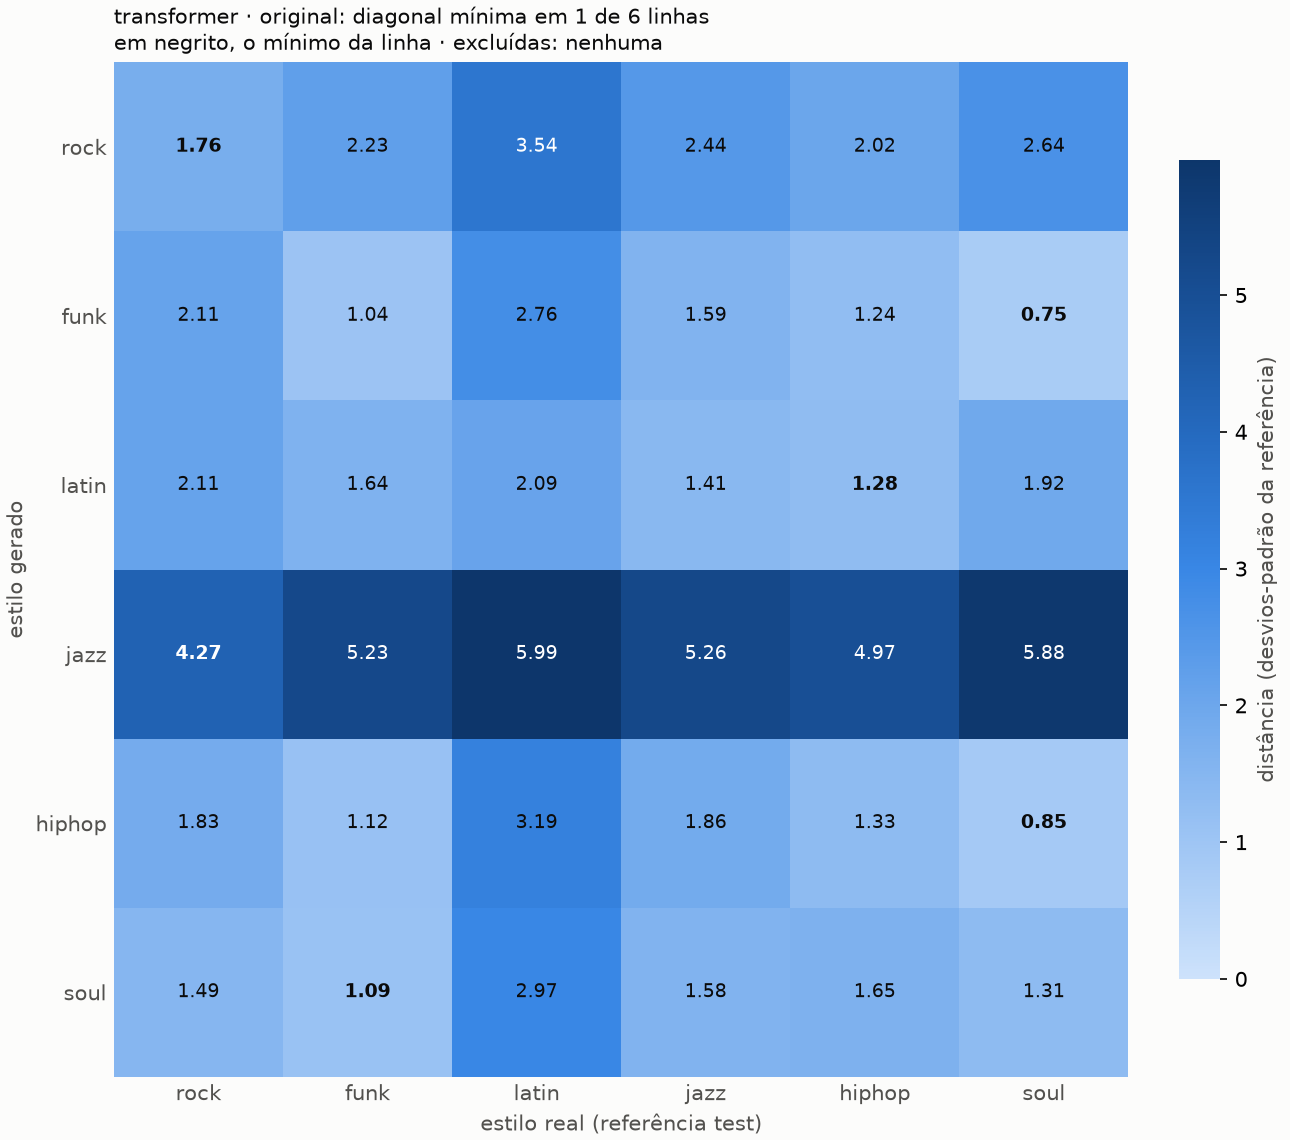 transformer · original: diagonal mínima em 1 de 6 linhas
em negrito, o mínimo da linha · excluídas: nenhuma
estilo gerado
rock 1.76 2.23 3.54 2.44 2.02 2.64
funk 2.11 1.04 2.76 1.59 1.24 0.75
latin 2.11 1.64 2.09 1.41 1.28 1.92
jazz 4.27 5.23 5.99 5.26 4.97 5.88
hiphop 1.83 1.12 3.19 1.86 1.33 0.85
soul 1.49 1.09 2.97 1.58 1.65 1.31
rock funk latin jazz hiphop soul
estilo real (referência test)
5
4
3
2
1
0
distância (desvios-padrão da referência)